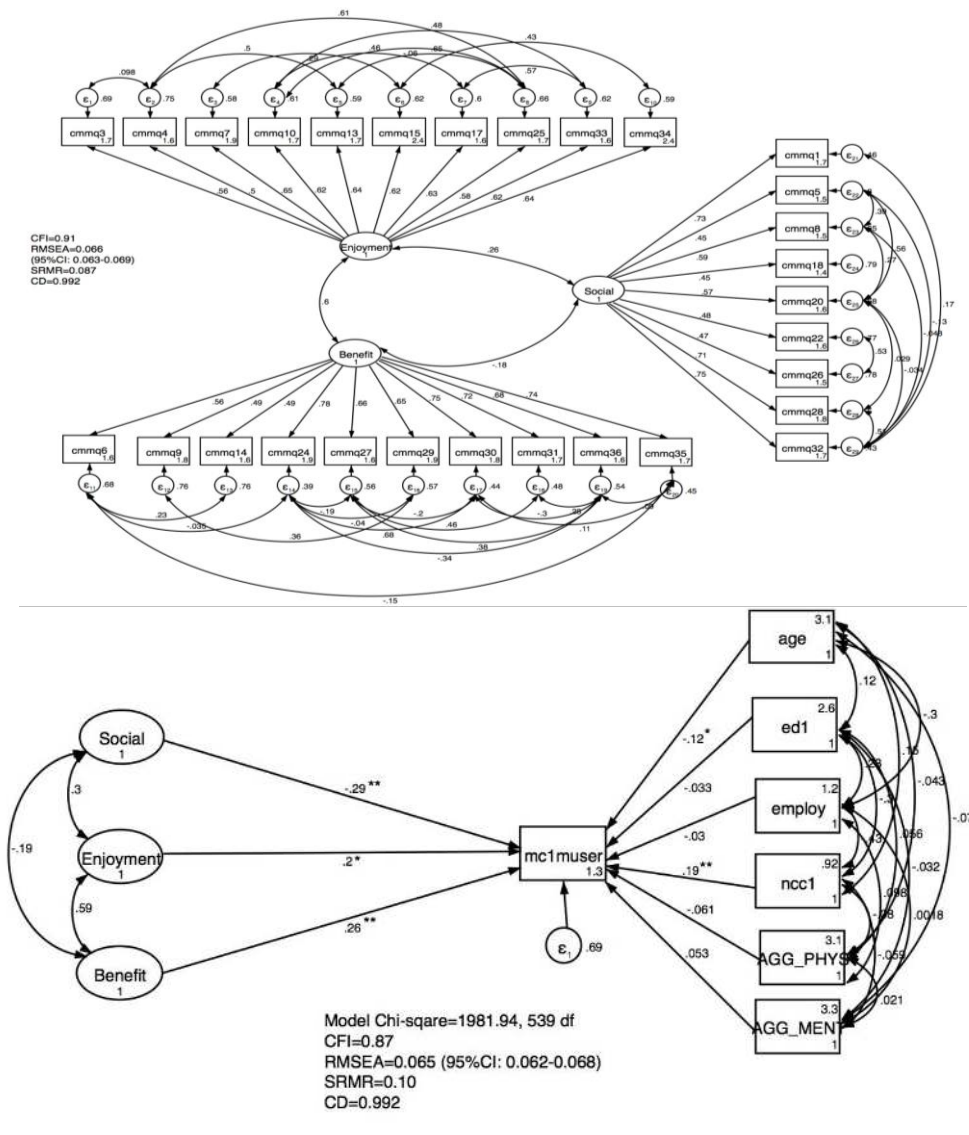 .61
.48
.43
.5
.46
.65
-.06
.57
.098
ε1 .69
ε2 .75
ε3 .58
ε4 .61
ε5 .59
ε6 .62
ε7 .6
ε8 .66
ε9 .62
ε10 .59
cmmq3 1.7
cmmq4 1.6
cmmq7 1.9
cmmq10 1.7
cmmq13 1.7
cmmq15 2.4
cmmq17 1.6
cmmq25 1.7
cmmq33 1.6
cmmq34 2.4
.56
.5
.65
.62
.64
.62
.63
.58
.62
.64
CFI=0.91
RMSEA=0.066
(95%CI: 0.063-0.069)
SRMR=0.087
CD=0.992
Enjoyment
1
.26
.6
Social
1
-.18
Benefit
1
.73
.45
.59
.45
.57
.48
.47
.71
.75
cmmq1 1.7
cmmq5 1.5
cmmq8 1.5
cmmq18 1.4
cmmq20 1.6
cmmq22 1.6
cmmq26 1.5
cmmq28 1.8
cmmq32 1.7
.79
.78
.56
.27
.17
-.13
-.048
.53
.029
-.034
.56
.49
.49
.78
.66
.65
.75
.72
.68
.74
cmmq6 1.6
cmmq9 1.8
cmmq14 1.6
cmmq24 1.9
cmmq27 1.6
cmmq29 1.9
cmmq30 1.8
cmmq31 1.7
cmmq36 1.6
cmmq35 1.7
ε11 .68
ε12 .76
ε13 .76
ε14 .39
ε15 .56
ε16 .57
ε17 .44
ε18 .48
ε19 .54
ε20 .45
.23
-.035
-.19
-.04
.36
.68
-.2
.46
-.3
.11
.38
-.34
-.15
Social
1
Enjoyment
1
Benefit
1
.3
-.19
.59
-.29**
.2*
.26**
mc1muser
1.3
ε1 .69
-.12*
-.033
-.03
.19**
-.061
.053
3.1
age
1
2.6
ed1
1
1.2
employ
1
.92
ncc1
1
3.1
AGG_PHYS
1
3.3
AGG_MENT
1
.12
-.3
-.043
-.032
.0018
-.059
.021
Model Chi-sqare=1981.94, 539 df
CFI=0.87
RMSEA=0.065 (95%CI: 0.062-0.068)
SRMR=0.10
CD=0.992